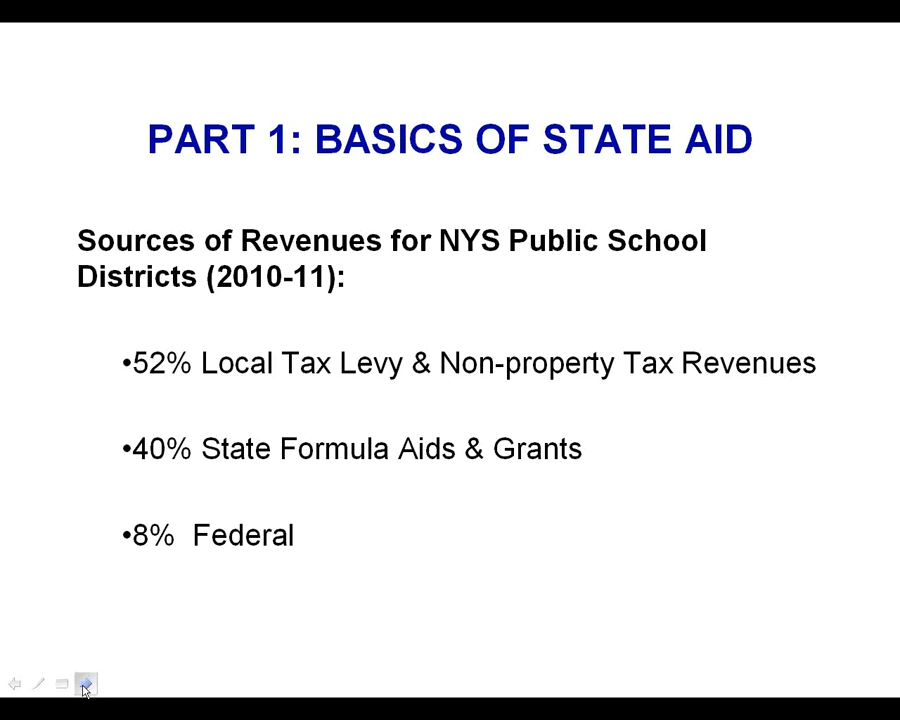 PART 1: BASICS OF STATE AID
Sources of Revenues for NYS Public School
Districts (2010-11):
•52% Local Tax Levy & Non-property Tax Revenues
•40% State Formula Aids & Grants
•8%  Federal